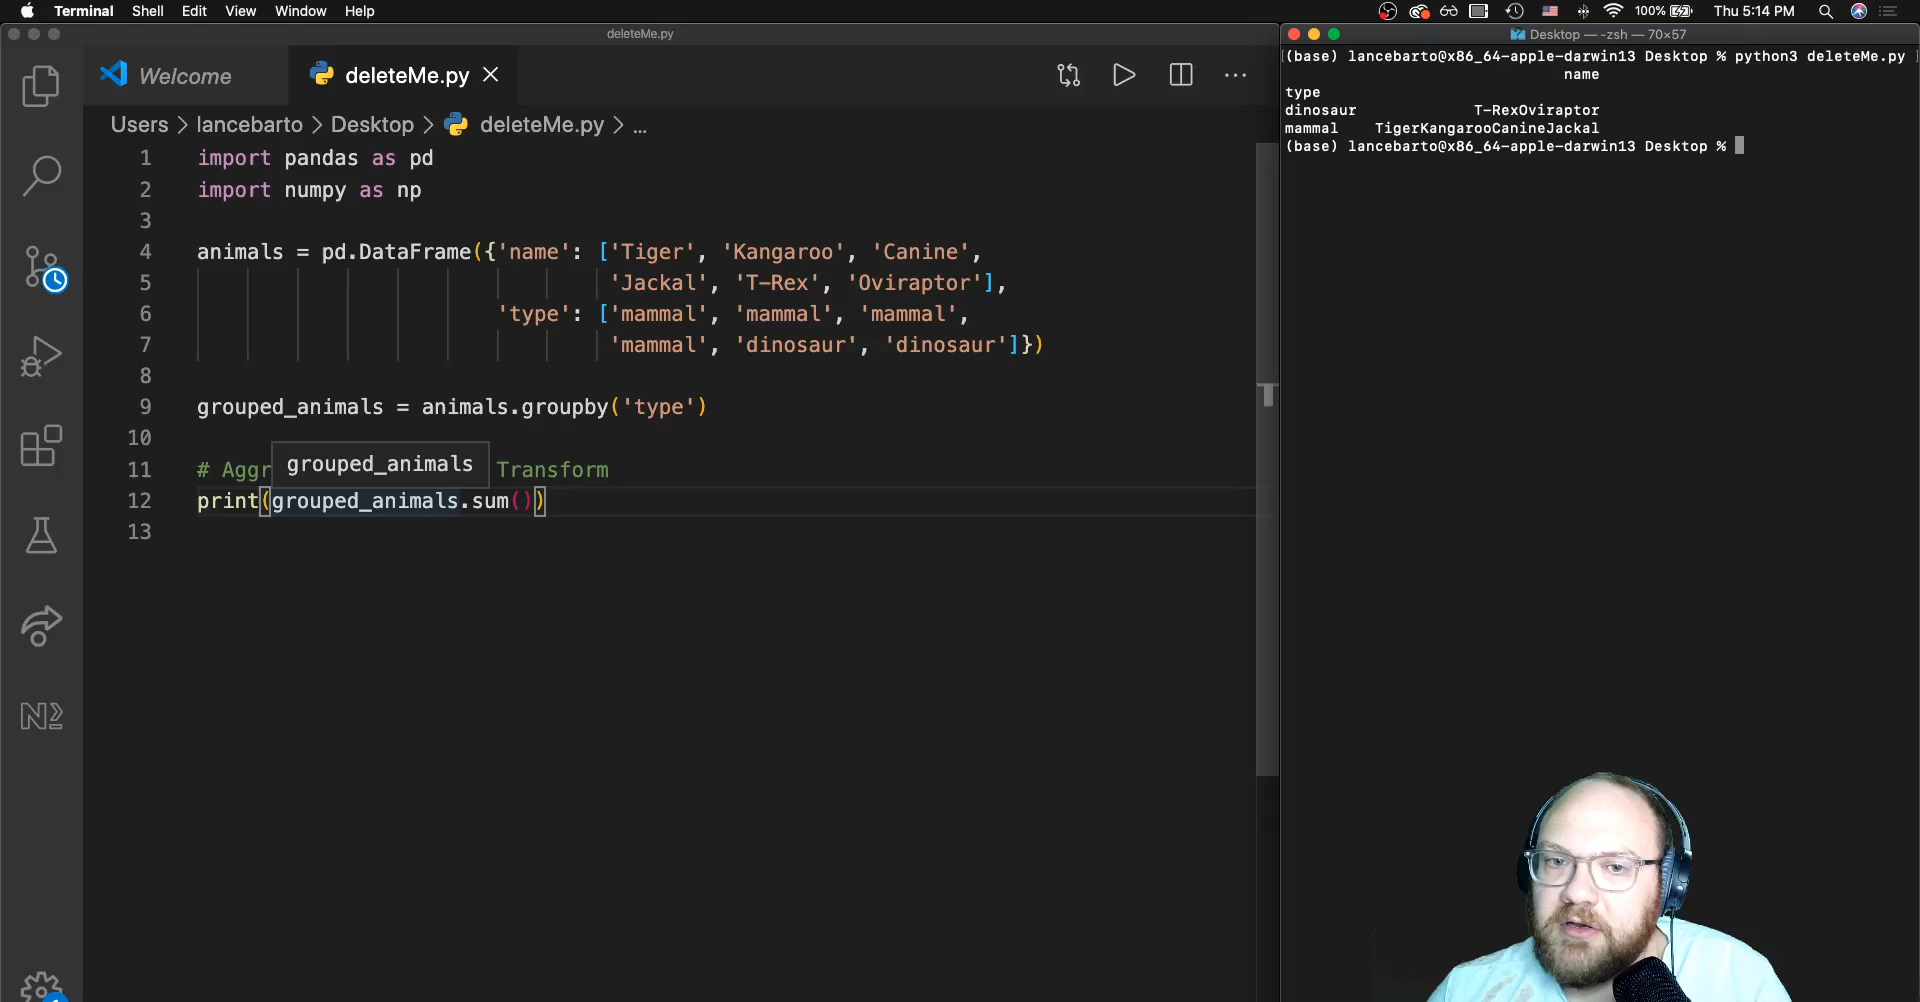 Terminal Shell Edit View Window Help 100% Thu 5:14 PM
deleteMe.py
Welcome deleteMe.py
Users > lancebarto > Desktop > deleteMe.py > ...
1 import pandas as pd
2 import numpy as np
3
4 animals = pd.DataFrame({'name': ['Tiger', 'Kangaroo', 'Canine',
5 'Jackal', 'T-Rex', 'Oviraptor'],
6 'type': ['mammal', 'mammal', 'mammal',
7 'mammal', 'dinosaur', 'dinosaur']})
8
9 grouped_animals = animals.groupby('type')
10
grouped_animals
11 # Aggr Transform
12 print(grouped_animals.sum())
13
Desktop — -zsh — 70×57
(base) lancebarto@x86_64-apple-darwin13 Desktop % python3 deleteMe.py
name
type
dinosaur T-RexOviraptor
mammal TigerKangarooCanineJackal
(base) lancebarto@x86_64-apple-darwin13 Desktop %